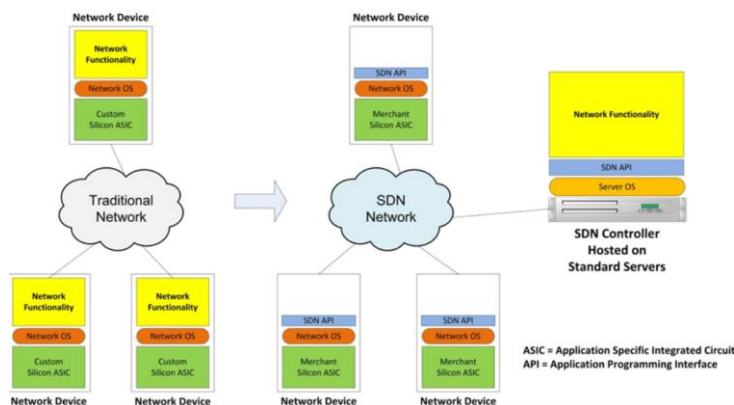 Network Device
Network
Functionality
Network OS
Custom
Silicon ASIC
Traditional
Network
Network
Functionality
Network OS
Custom
Silicon ASIC
Network Device
Network
Functionality
Network OS
Custom
Silicon ASIC
Network Device
Network Device
SDN API
Network OS
Merchant
Silicon ASIC
SDN
Network
SDN API
Network OS
Merchant
Silicon ASIC
Network Device
SDN API
Network OS
Merchant
Silicon ASIC
Network Device
Network Functionality
SDN API
Server OS
SDN Controller
Hosted on
Standard Servers
ASIC = Application Specific Integrated Circuit
API = Application Programming Interface